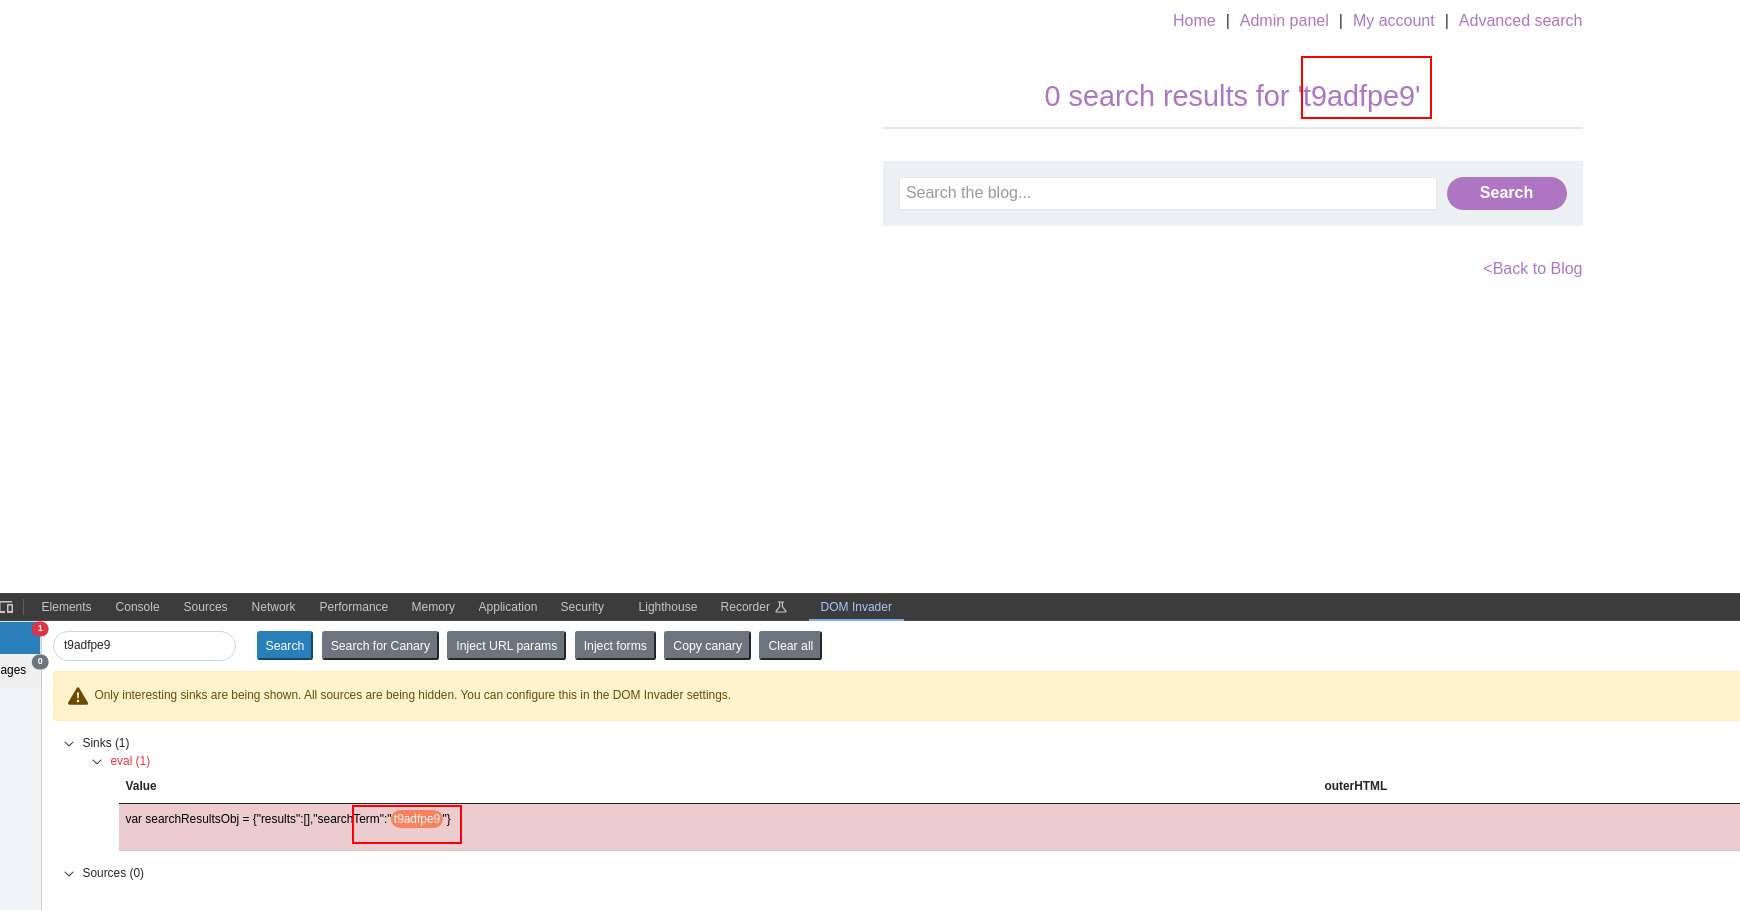 Home | Admin panel | My account | Advanced search
0 search results for 't9adfpe9'
Search the blog... Search
<Back to Blog
Elements Console Sources Network Performance Memory Application Security Lighthouse Recorder DOM Invader
1
t9adfpe9 Search Search for Canary Inject URL params Inject forms Copy canary Clear all
0
ages
Only interesting sinks are being shown. All sources are being hidden. You can configure this in the DOM Invader settings.
Sinks (1)
eval (1)
Value outerHTML
var searchResultsObj = {"results":[],"searchTerm":"t9adfpe9"}
Sources (0)